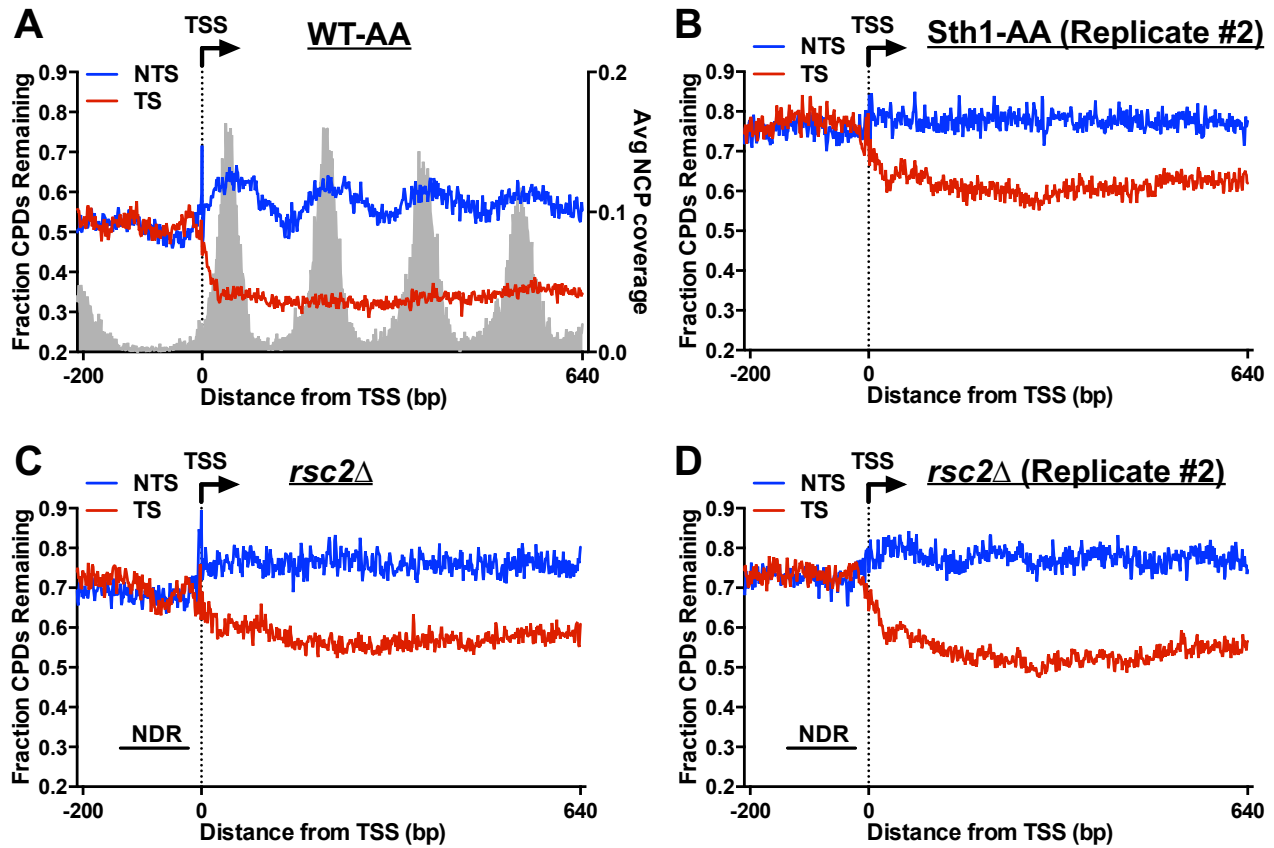 A
WT-AA
TSS
NTS
TS
0.9
0.8
0.7
0.6
0.5
0.4
0.3
0.2
Fraction CPDs Remaining
0.2
0.1
0.0
Avg NCP coverage
-200
0
640
Distance from TSS (bp)
B
Sth1-AA (Replicate #2)
TSS
NTS
TS
0.9
0.8
0.7
0.6
0.5
0.4
0.3
0.2
Fraction CPDs Remaining
-200
0
640
Distance from TSS (bp)
C
rsc2Δ
TSS
NTS
TS
0.9
0.8
0.7
0.6
0.5
0.4
0.3
0.2
Fraction CPDs Remaining
NDR
-200
0
640
Distance from TSS (bp)
D
rsc2Δ (Replicate #2)
TSS
NTS
TS
0.9
0.8
0.7
0.6
0.5
0.4
0.3
0.2
Fraction CPDs Remaining
NDR
-200
0
640
Distance from TSS (bp)